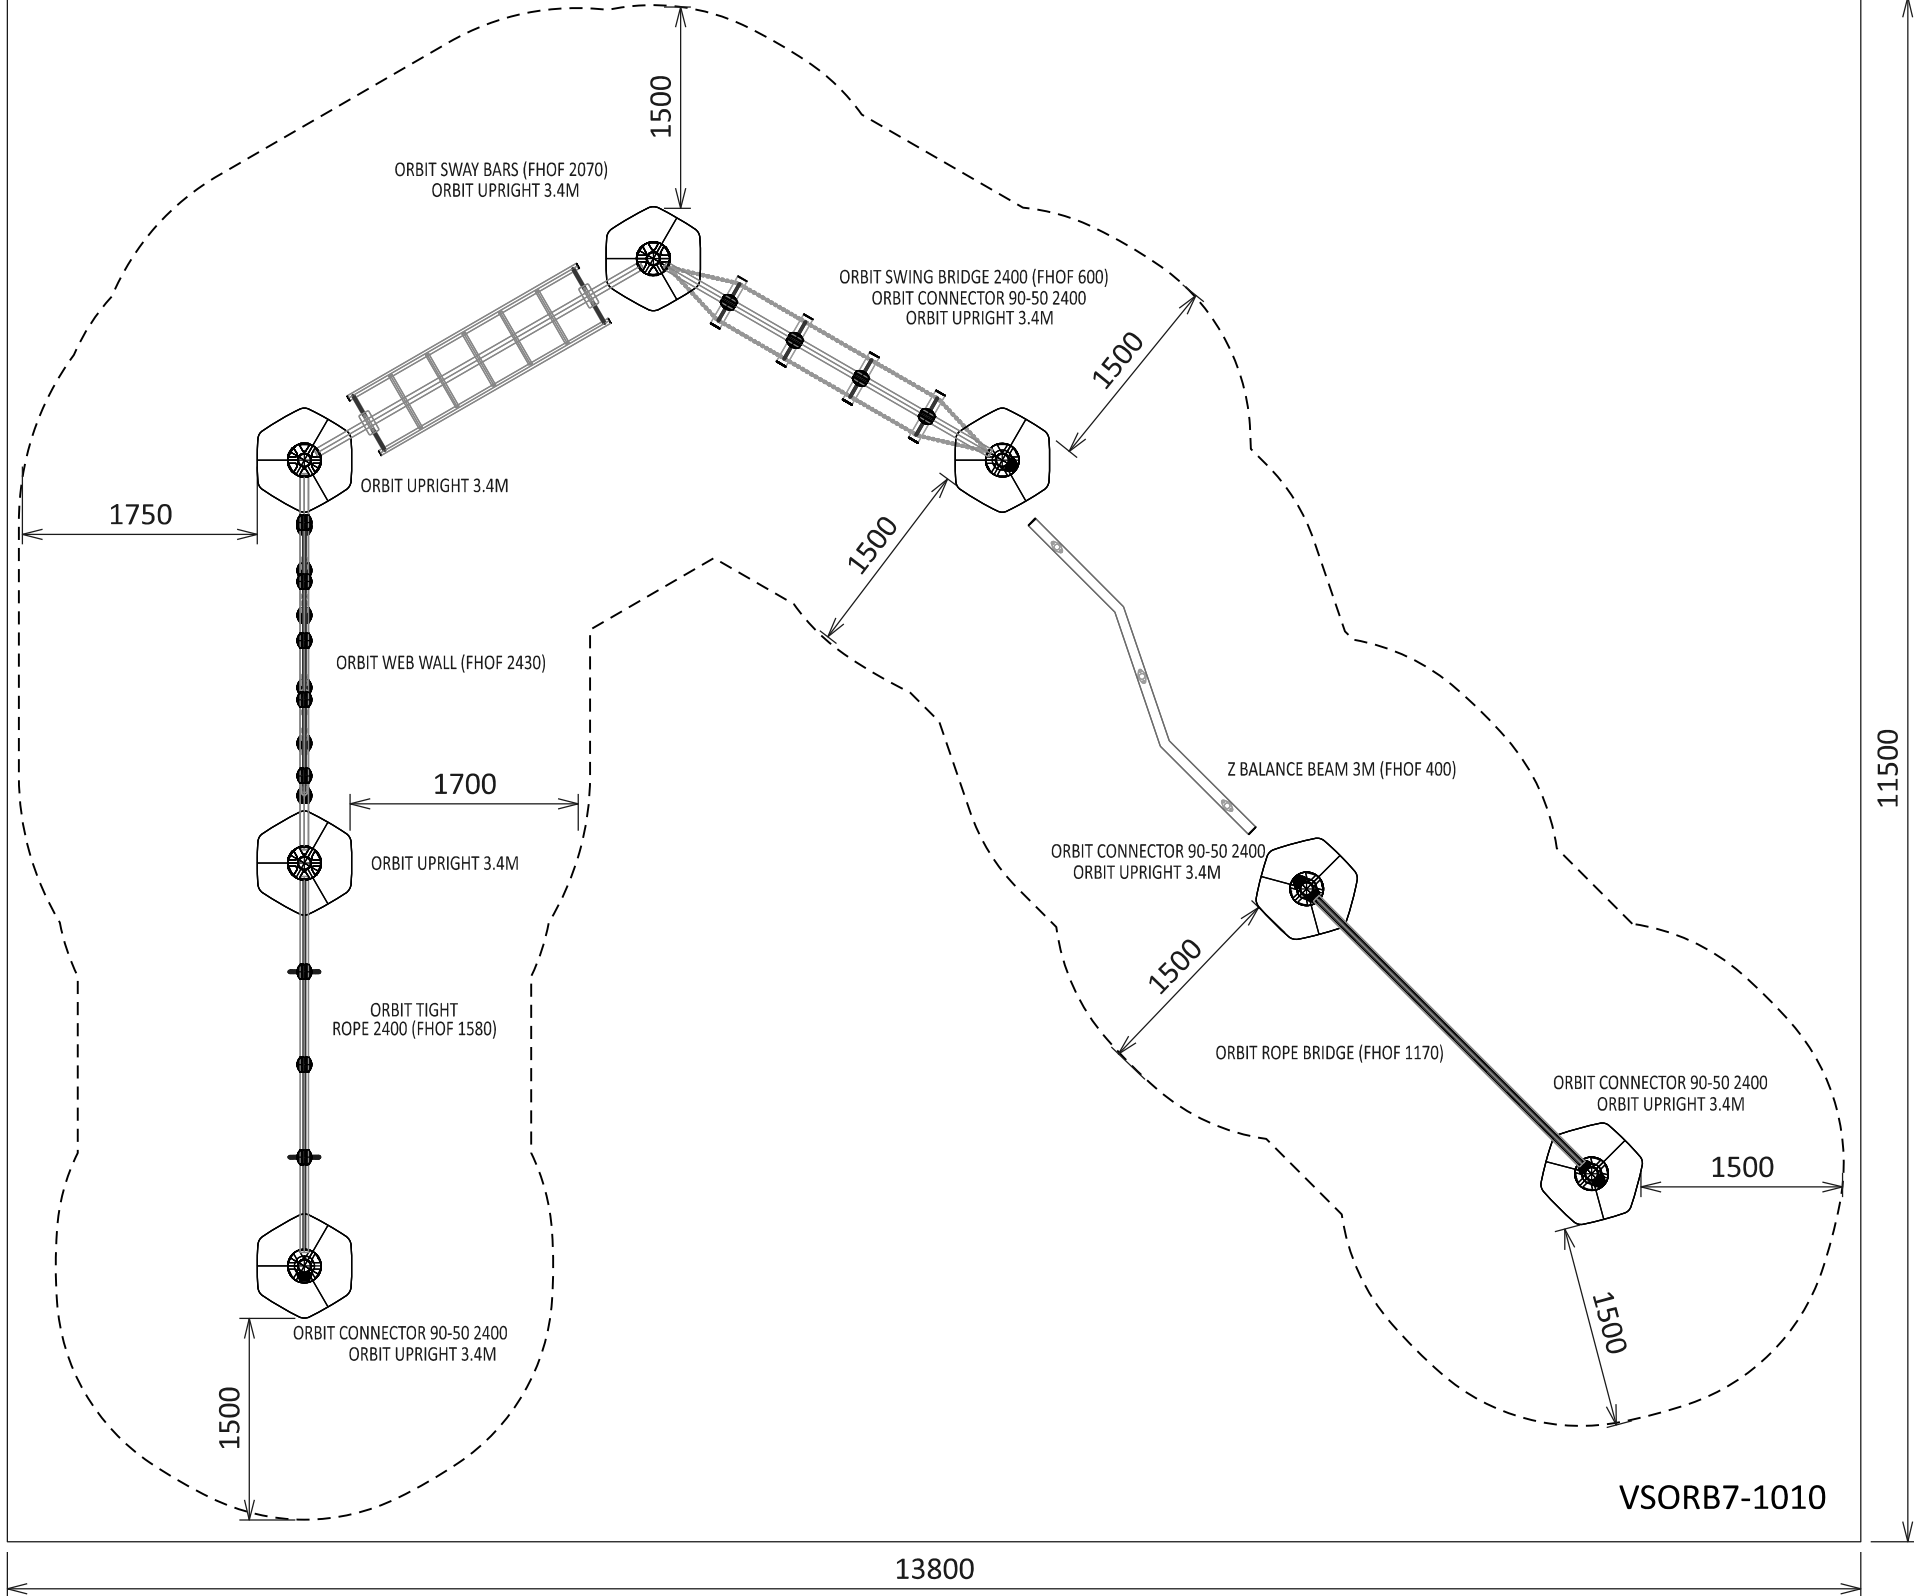 1500
ORBIT SWAY BARS (FHOF 2070)
ORBIT UPRIGHT 3.4M
ORBIT SWING BRIDGE 2400 (FHOF 600)
ORBIT CONNECTOR 90-50 2400
ORBIT UPRIGHT 3.4M
1500
ORBIT UPRIGHT 3.4M
1750
1500
ORBIT WEB WALL (FHOF 2430)
1700
Z BALANCE BEAM 3M (FHOF 400)
11500
ORBIT UPRIGHT 3.4M
ORBIT CONNECTOR 90-50 2400
ORBIT UPRIGHT 3.4M
1500
ORBIT TIGHT
ROPE 2400 (FHOF 1580)
ORBIT ROPE BRIDGE (FHOF 1170)
ORBIT CONNECTOR 90-50 2400
ORBIT UPRIGHT 3.4M
1500
1500
ORBIT CONNECTOR 90-50 2400
ORBIT UPRIGHT 3.4M
1500
VSORB7-1010
13800